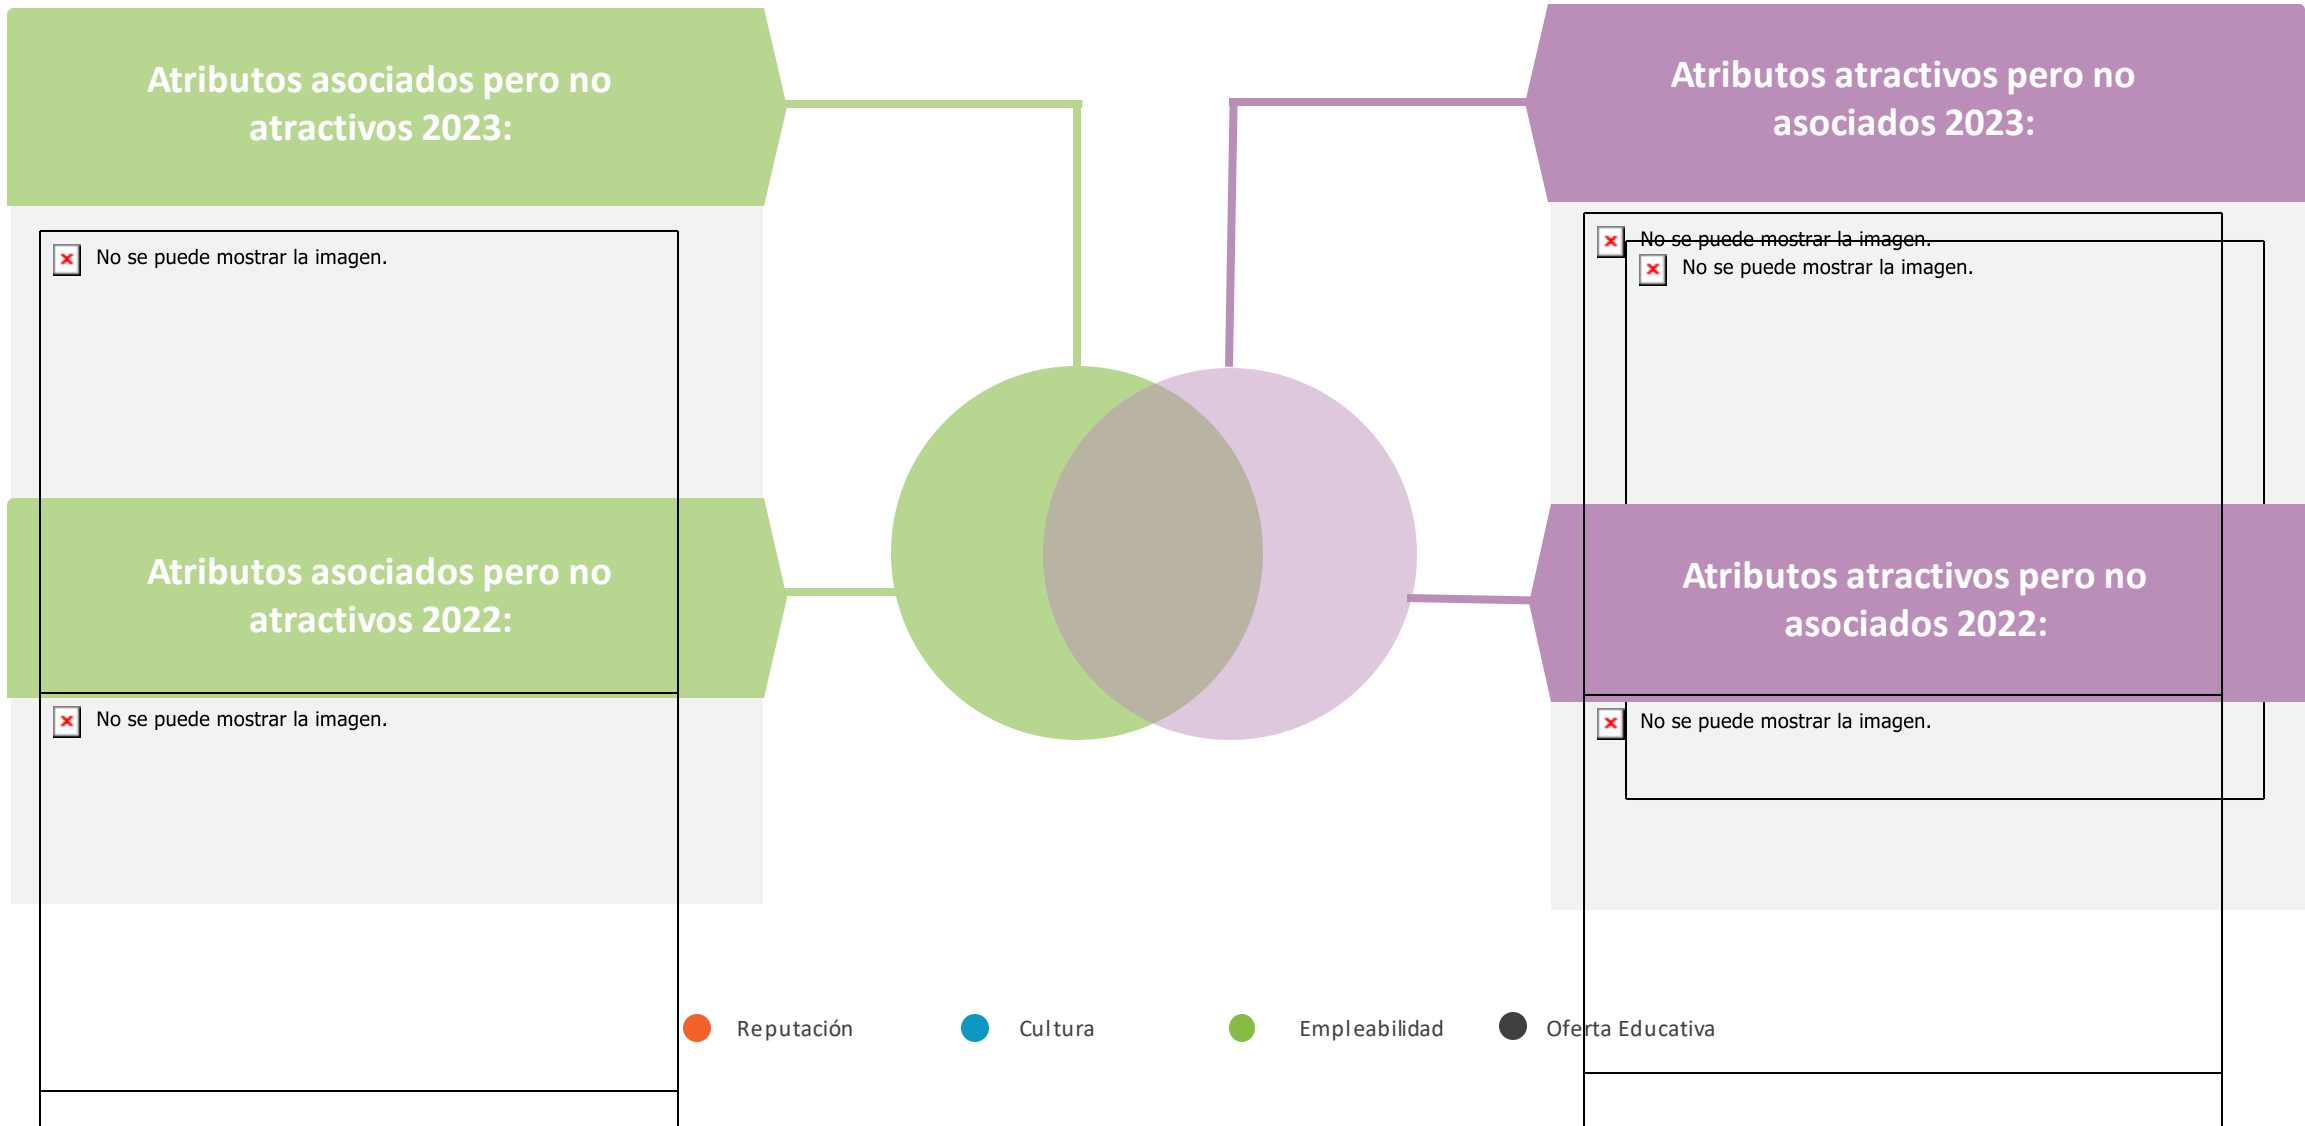 Atributos asociados pero no
atractivos 2023:
No se puede mostrar la imagen.
Atributos asociados pero no
atractivos 2022:
No se puede mostrar la imagen.
Atributos atractivos pero no
asociados 2023:
No se puede mostrar la imagen.
No se puede mostrar la imagen.
Atributos atractivos pero no
asociados 2022:
No se puede mostrar la imagen.
Reputación
Cultura
Empleabilidad
Oferta Educativa